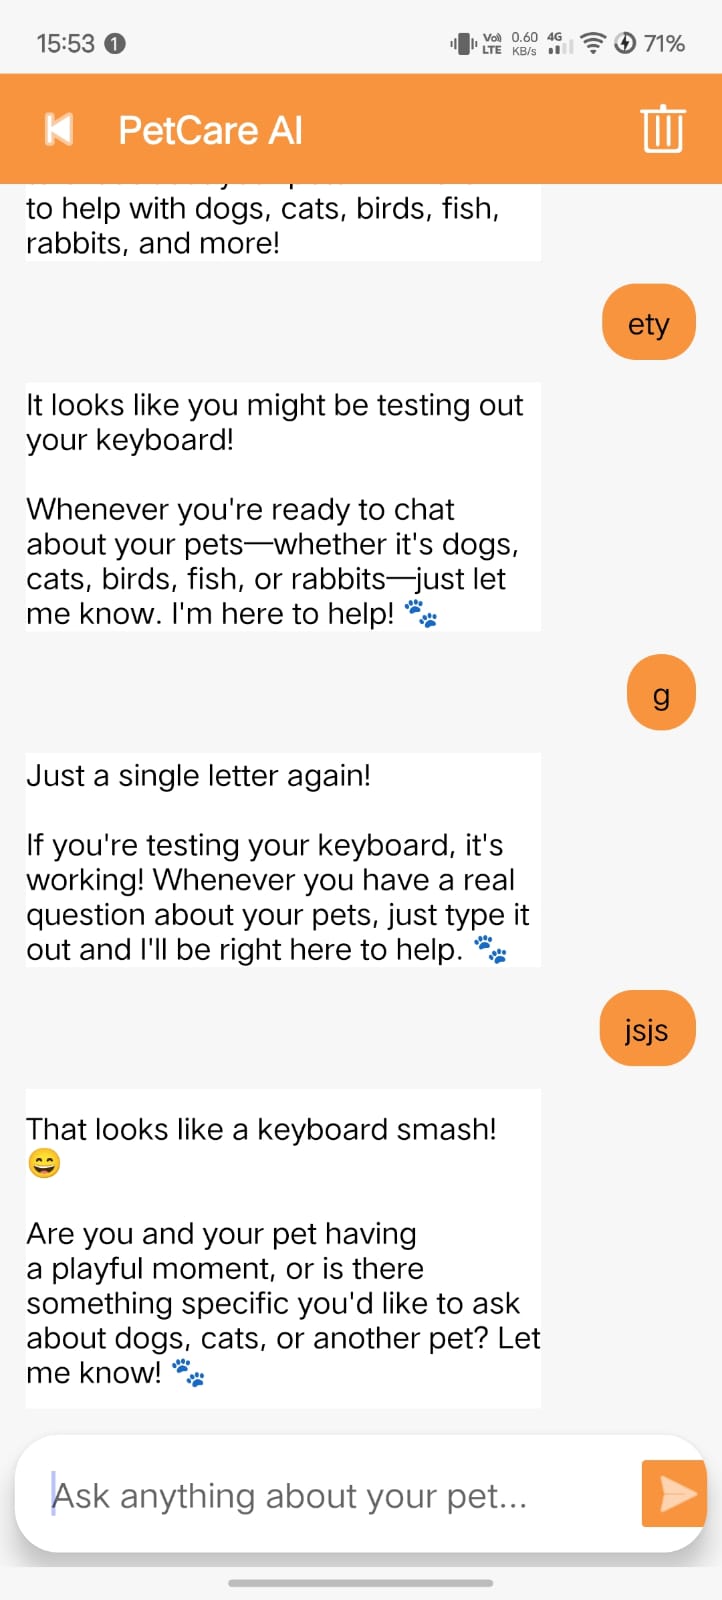 15:53 1 Vo) LTE 0.60 KB/s 4G 71%
PetCare AI
to help with dogs, cats, birds, fish,
rabbits, and more!
ety
It looks like you might be testing out
your keyboard!
Whenever you're ready to chat
about your pets—whether it's dogs,
cats, birds, fish, or rabbits—just let
me know. I'm here to help! 🐾
g
Just a single letter again!
If you're testing your keyboard, it's
working! Whenever you have a real
question about your pets, just type it
out and I'll be right here to help. 🐾
jsjs
That looks like a keyboard smash!
😄
Are you and your pet having
a playful moment, or is there
something specific you'd like to ask
about dogs, cats, or another pet? Let
me know! 🐾
Ask anything about your pet...